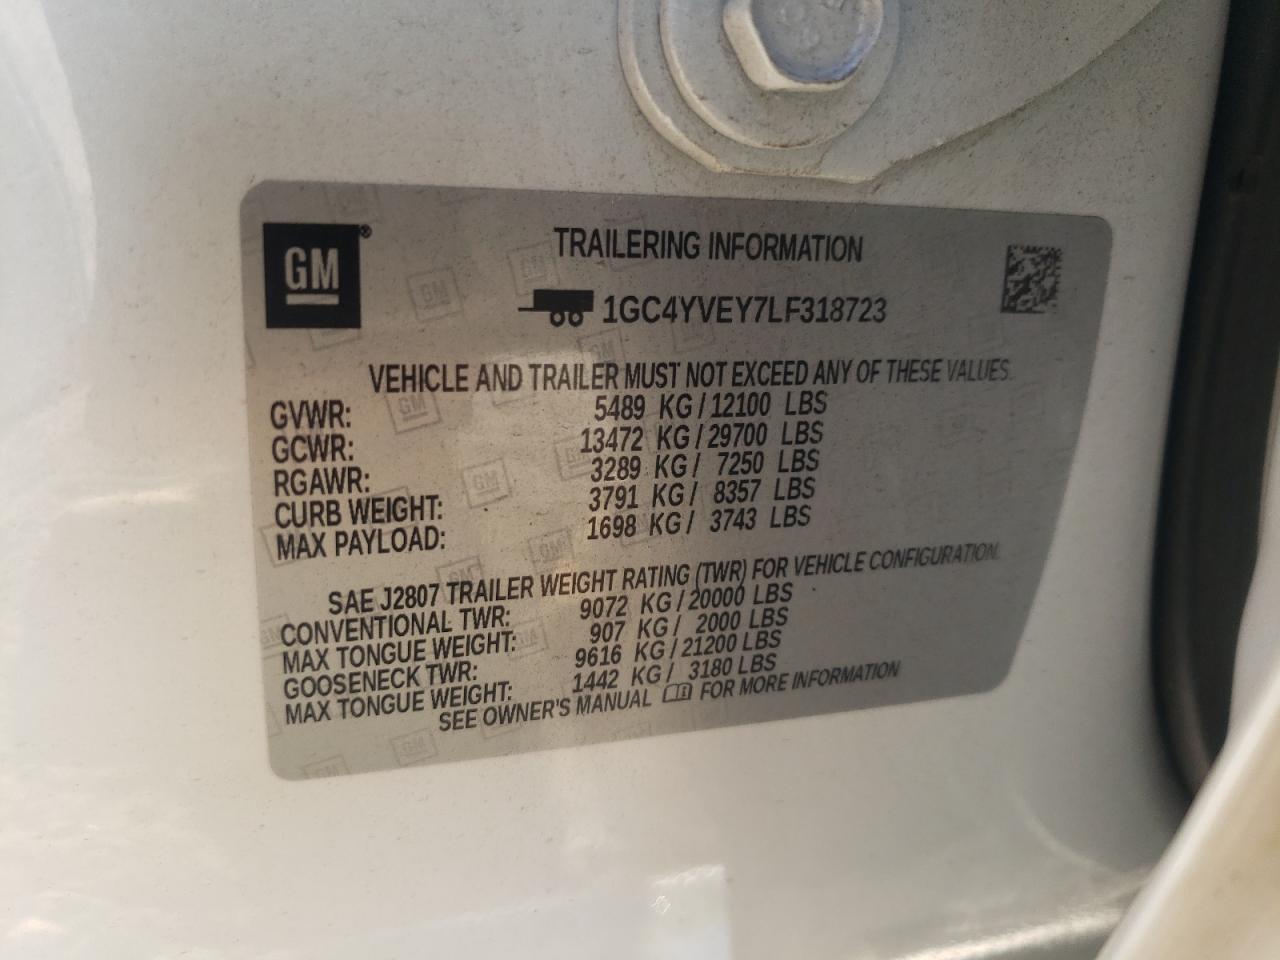 GM®
TRAILERING INFORMATION
1GC4YVEY7LF318723
VEHICLE AND TRAILER MUST NOT EXCEED ANY OF THESE VALUES.
GVWR: 5489 KG / 12100 LBS
GCWR: 13472 KG / 29700 LBS
RGAWR: 3289 KG / 7250 LBS
CURB WEIGHT: 3791 KG / 8357 LBS
MAX PAYLOAD: 1698 KG / 3743 LBS
SAE J2807 TRAILER WEIGHT RATING (TWR) FOR VEHICLE CONFIGURATION.
CONVENTIONAL TWR: 9072 KG / 20000 LBS
MAX TONGUE WEIGHT: 907 KG / 2000 LBS
GOOSENECK TWR: 9616 KG / 21200 LBS
MAX TONGUE WEIGHT: 1442 KG / 3180 LBS
SEE OWNER'S MANUAL FOR MORE INFORMATION